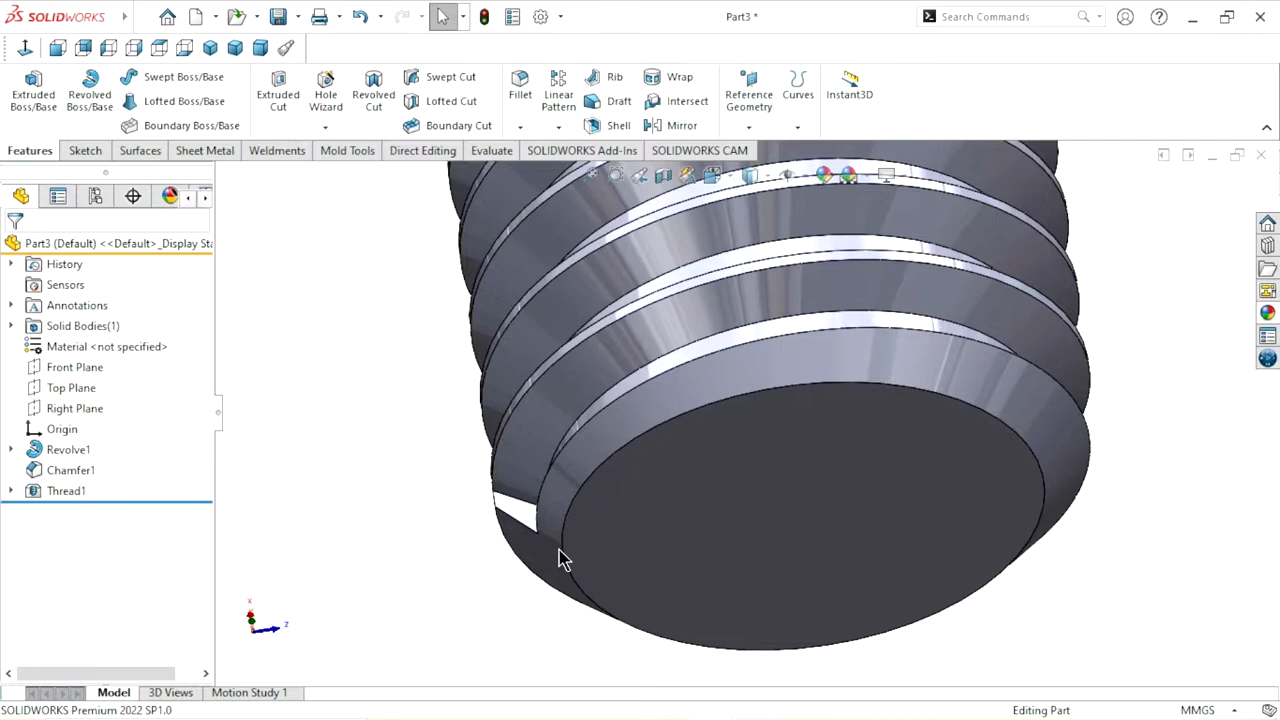 SOLIDWORKS
Part3 *
Search Commands
Extruded Boss/Base
Revolved Boss/Base
Swept Boss/Base
Lofted Boss/Base
Boundary Boss/Base
Extruded Cut
Hole Wizard
Revolved Cut
Swept Cut
Lofted Cut
Boundary Cut
Fillet
Linear Pattern
Rib
Draft
Shell
Wrap
Intersect
Mirror
Reference Geometry
Curves
Instant3D
Features
Sketch
Surfaces
Sheet Metal
Weldments
Mold Tools
Direct Editing
Evaluate
SOLIDWORKS Add-Ins
SOLIDWORKS CAM
Part3 (Default) <<Default>_Display Sta
History
Sensors
Annotations
Solid Bodies(1)
Material <not specified>
Front Plane
Top Plane
Right Plane
Origin
Revolve1
Chamfer1
Thread1
x
z
Model
3D Views
Motion Study 1
SOLIDWORKS Premium 2022 SP1.0
Editing Part
MMGS